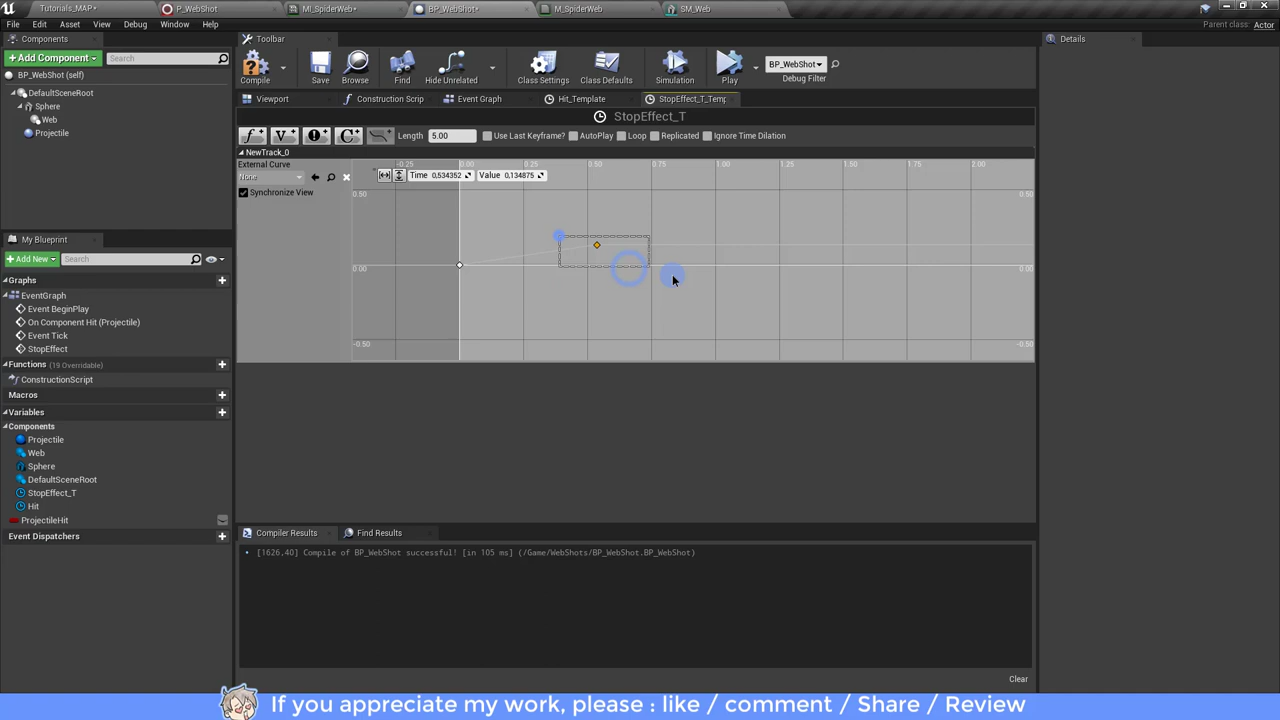 Tutorials_MAP•
P_WebShot
MI_SpiderWeb•
BP_WebShot•
M_SpiderWeb
SM_Web
File Edit Asset View Debug Window Help
Parent class: Actor
Components
Toolbar
Details
Add Component
Search
BP_WebShot (self)
DefaultSceneRoot
Sphere
Web
Projectile
Compile
Save
Browse
Find
Hide Unrelated
Class Settings
Class Defaults
Simulation
Play
BP_WebShot
Debug Filter
Viewport
Construction Scrip
Event Graph
Hit_Template
StopEffect_T_Temp
StopEffect_T
Length 5.00 Use Last Keyframe? AutoPlay Loop Replicated Ignore Time Dilation
NewTrack_0
External Curve
None
Synchronize View
-0.25 0.00 0.25 0.50 0.75 1.00 1.25 1.50 1.75 2.00
Time 0,534352 Value 0,134875
0.50 0.50
0.00 0.00
-0.50 -0.50
My Blueprint
Add New
Search
Graphs
EventGraph
Event BeginPlay
On Component Hit (Projectile)
Event Tick
StopEffect
Functions (19 Overridable)
ConstructionScript
Macros
Variables
Components
Projectile
Web
Sphere
DefaultSceneRoot
StopEffect_T
Hit
ProjectileHit
Event Dispatchers
Compiler Results
Find Results
• [1626,40] Compile of BP_WebShot successful! [in 105 ms] (/Game/WebShots/BP_WebShot.BP_WebShot)
Clear
If you appreciate my work, please : like / comment / Share / Review